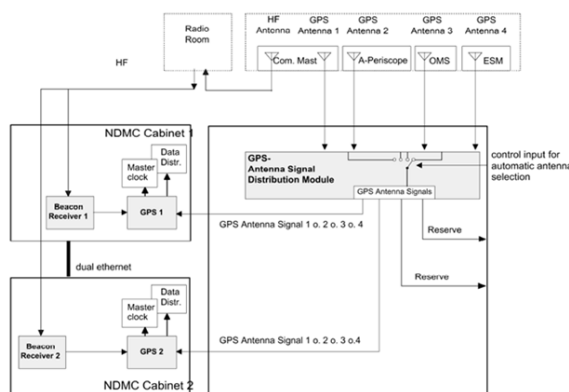 Radio
Room
HF
Antenna
GPS
Antenna 1
GPS
Antenna 2
GPS
Antenna 3
GPS
Antenna 4
Com. Mast
A-Periscope
OMS
ESM
HF
NDMC Cabinet 1
Data
Distr.
Master
clock
Beacon
Receiver 1
GPS 1
GPS-
Antenna Signal
Distribution Module
GPS Antenna Signals
control input for
automatic antenna
selection
GPS Antenna Signal 1 o. 2 o. 3 o. 4
Reserve
Reserve
dual ethernet
Data
Distr.
Master
clock
Beacon
Receiver 2
GPS 2
GPS Antenna Signal 1 o. 2 o. 3 o.4
NDMC Cabinet 2